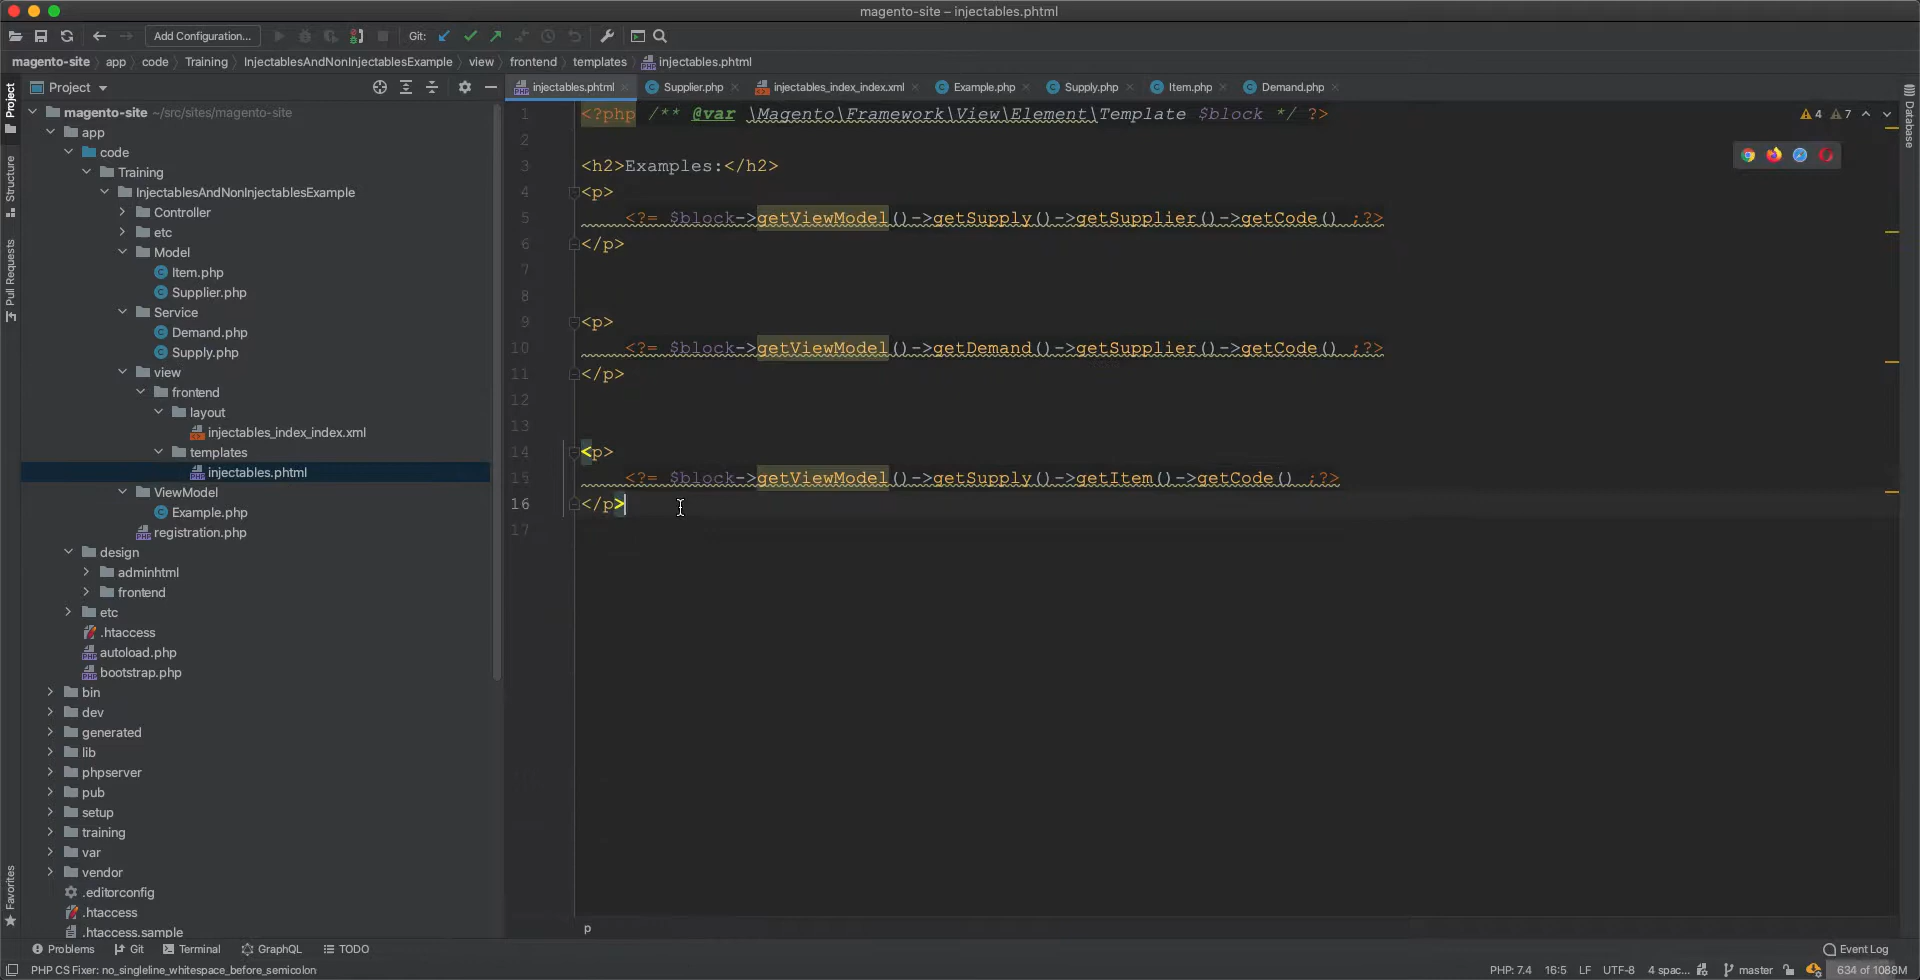 magento-site – injectables.phtml
Add Configuration...
Git:
magento-site › app › code › Training › InjectablesAndNonInjectablesExample › view › frontend › templates › injectables.phtml
Project
injectables.phtml
Supplier.php
injectables_index_index.xml
Example.php
Supply.php
Item.php
Demand.php
Project
Structure
Pull Requests
Favorites
Database
magento-site ~/src/sites/magento-site
app
code
Training
InjectablesAndNonInjectablesExample
Controller
etc
Model
Item.php
Supplier.php
Service
Demand.php
Supply.php
view
frontend
layout
injectables_index_index.xml
templates
injectables.phtml
ViewModel
Example.php
registration.php
design
adminhtml
frontend
etc
.htaccess
autoload.php
bootstrap.php
bin
dev
generated
lib
phpserver
pub
setup
training
var
vendor
.editorconfig
.htaccess
.htaccess.sample
4 7
1 <?php /** @var \Magento\Framework\View\Element\Template $block */ ?>
2
3 <h2>Examples:</h2>
4 <p>
5 <?= $block->getViewModel()->getSupply()->getSupplier()->getCode() ;?>
6 </p>
7
8
9 <p>
10 <?= $block->getViewModel()->getDemand()->getSupplier()->getCode() ;?>
11 </p>
12
13
14 <p>
15 <?= $block->getViewModel()->getSupply()->getItem()->getCode() ;?>
16 </p>
17
p
Problems Git Terminal GraphQL TODO
Event Log
PHP CS Fixer: no_singleline_whitespace_before_semicolon
PHP: 7.4 16:5 LF UTF-8 4 spac... master 634 of 1088M